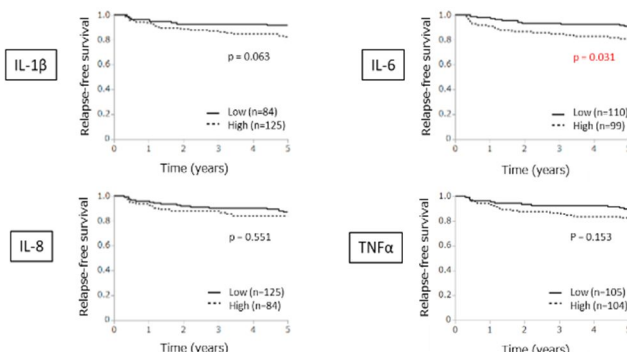 IL-1β
Relapse-free survival
1.0
0.8
0.6
0.4
0.2
0
p = 0.063
Low (n=84)
High (n=125)
0 1 2 3 4 5
Time (years)
IL-6
Relapse-free survival
1.0
0.8
0.6
0.4
0.2
0
p = 0.031
Low (n=110)
High (n=99)
0 1 2 3 4 5
Time (years)
IL-8
Relapse-free survival
1.0
0.8
0.6
0.4
0.2
0
p = 0.551
Low (n=125)
High (n=84)
0 1 2 3 4 5
Time (years)
TNFα
Relapse-free survival
1.0
0.8
0.6
0.4
0.2
0
P = 0.153
Low (n=105)
High (n=104)
0 1 2 3 4 5
Time (years)